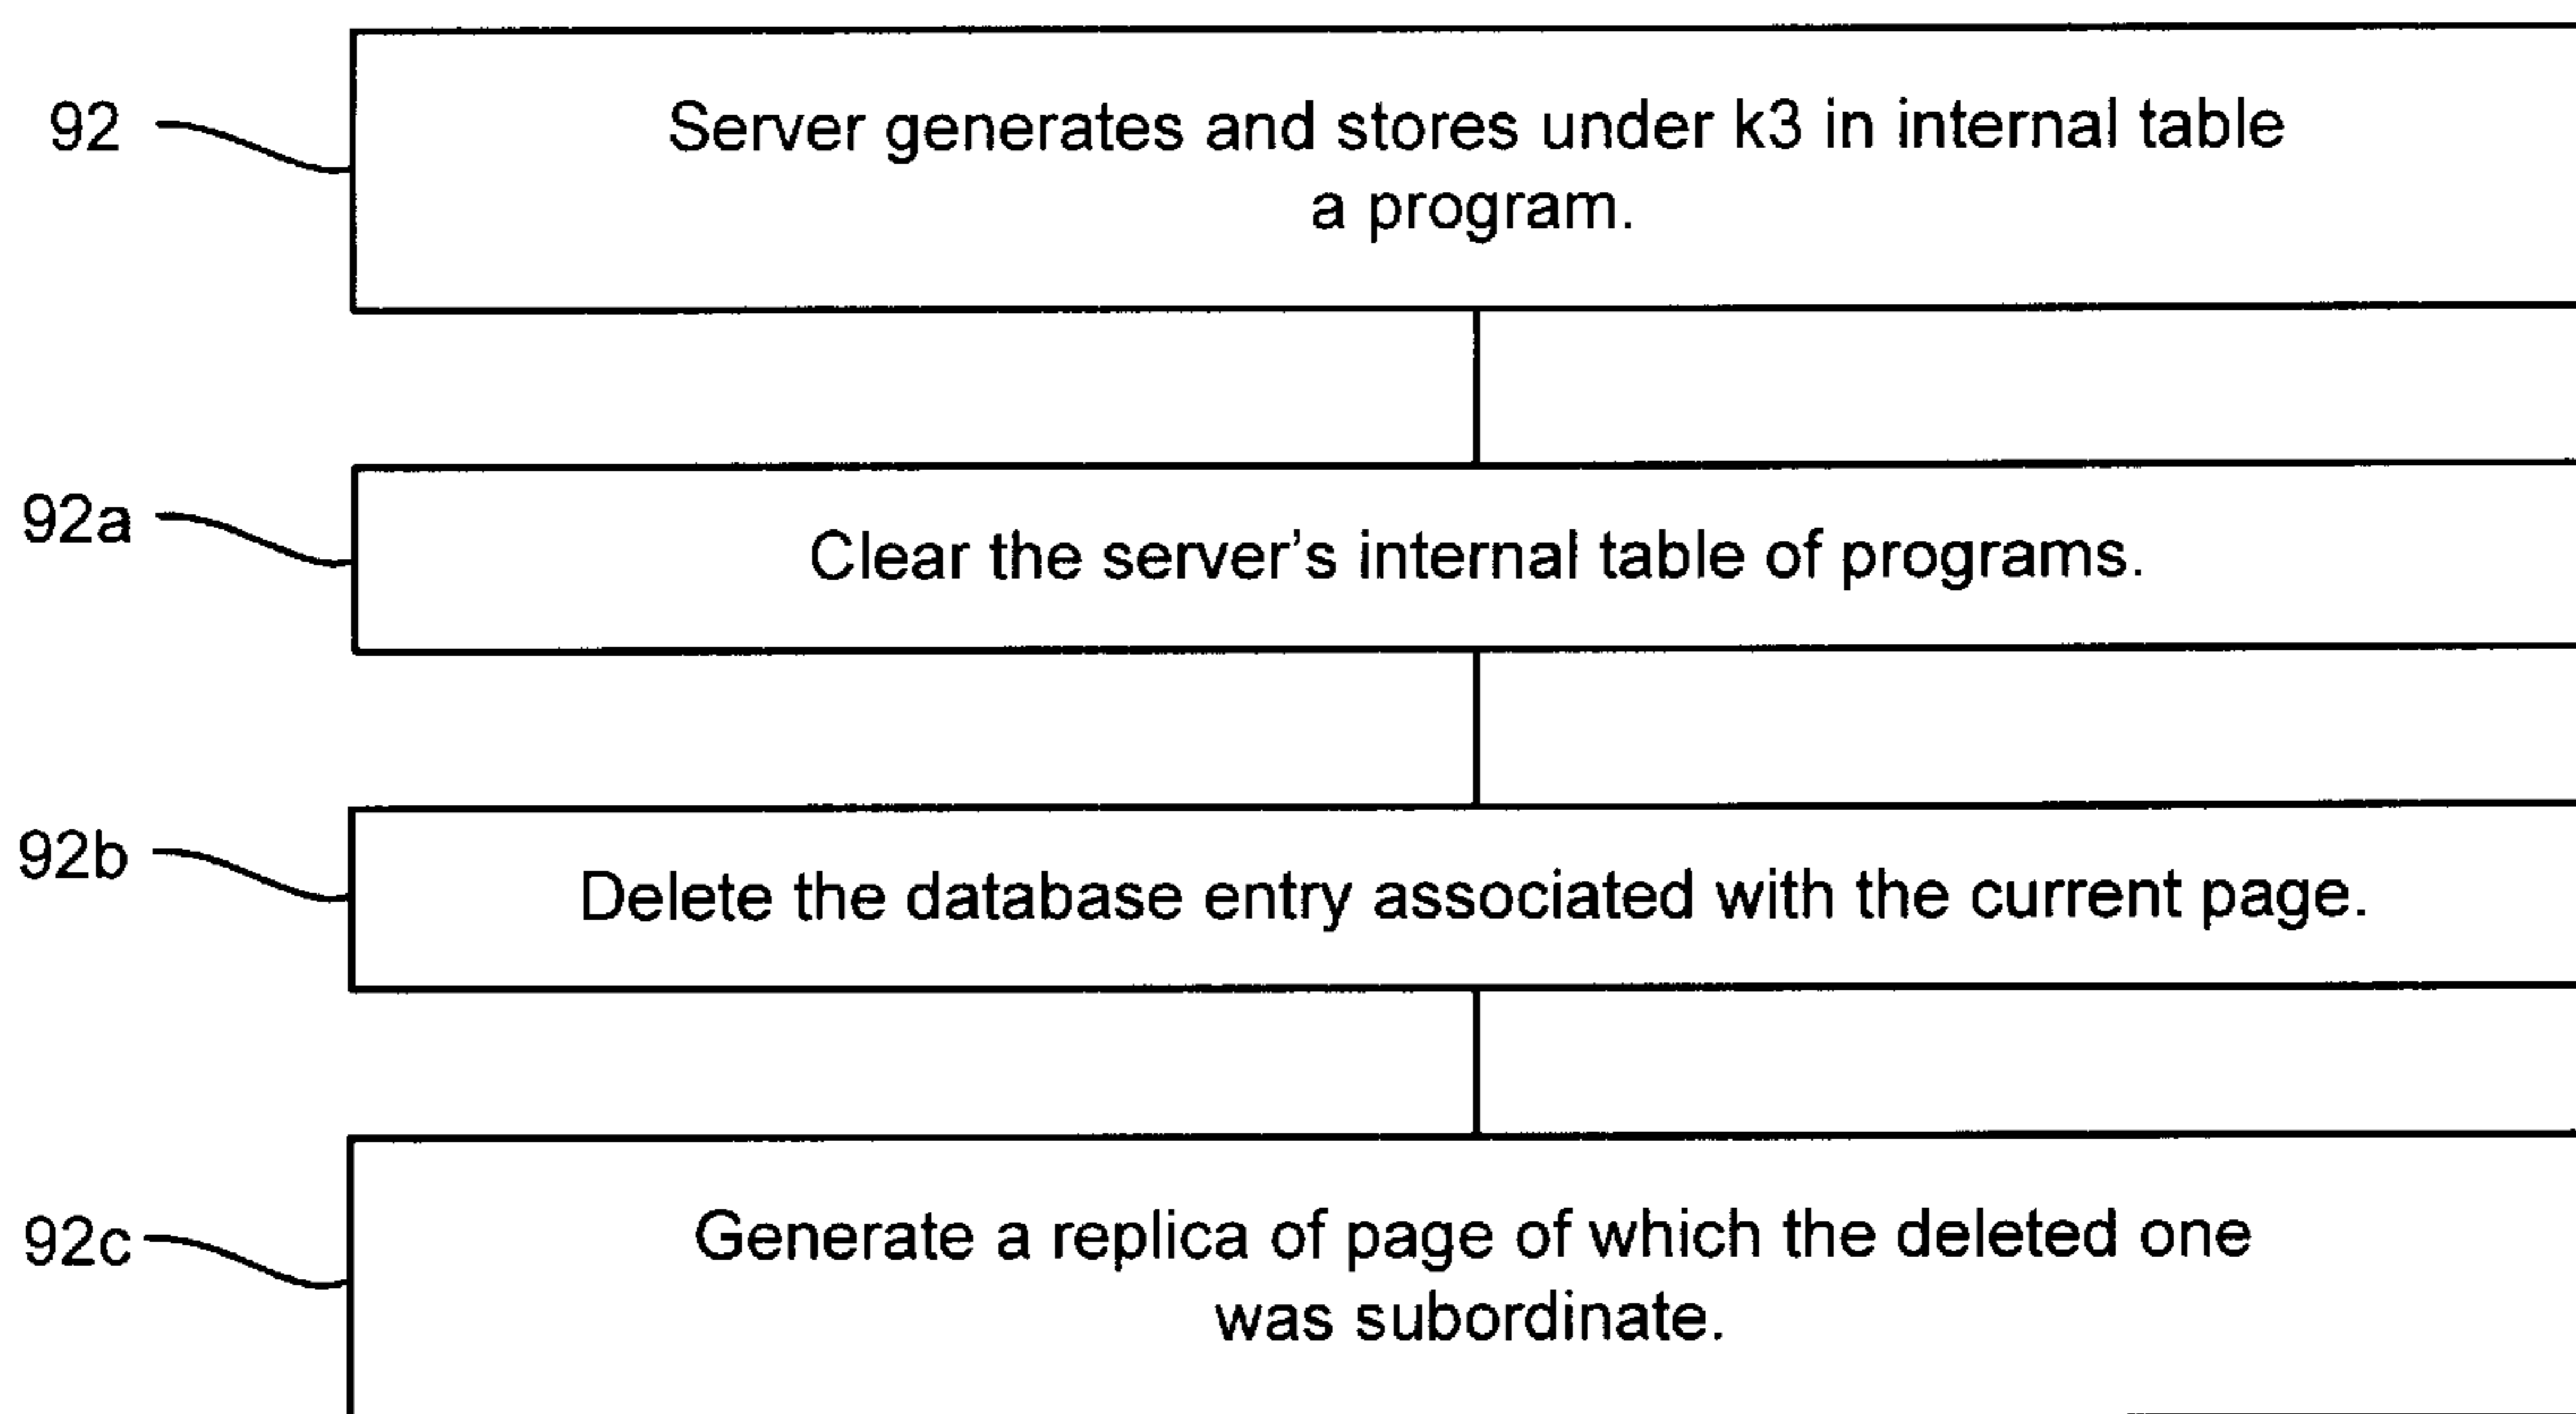 92
Server generates and stores under k3 in internal table
a program.
92a
Clear the server’s internal table of programs.
92b
Delete the database entry associated with the current page.
92c
Generate a replica of page of which the deleted one
was subordinate.